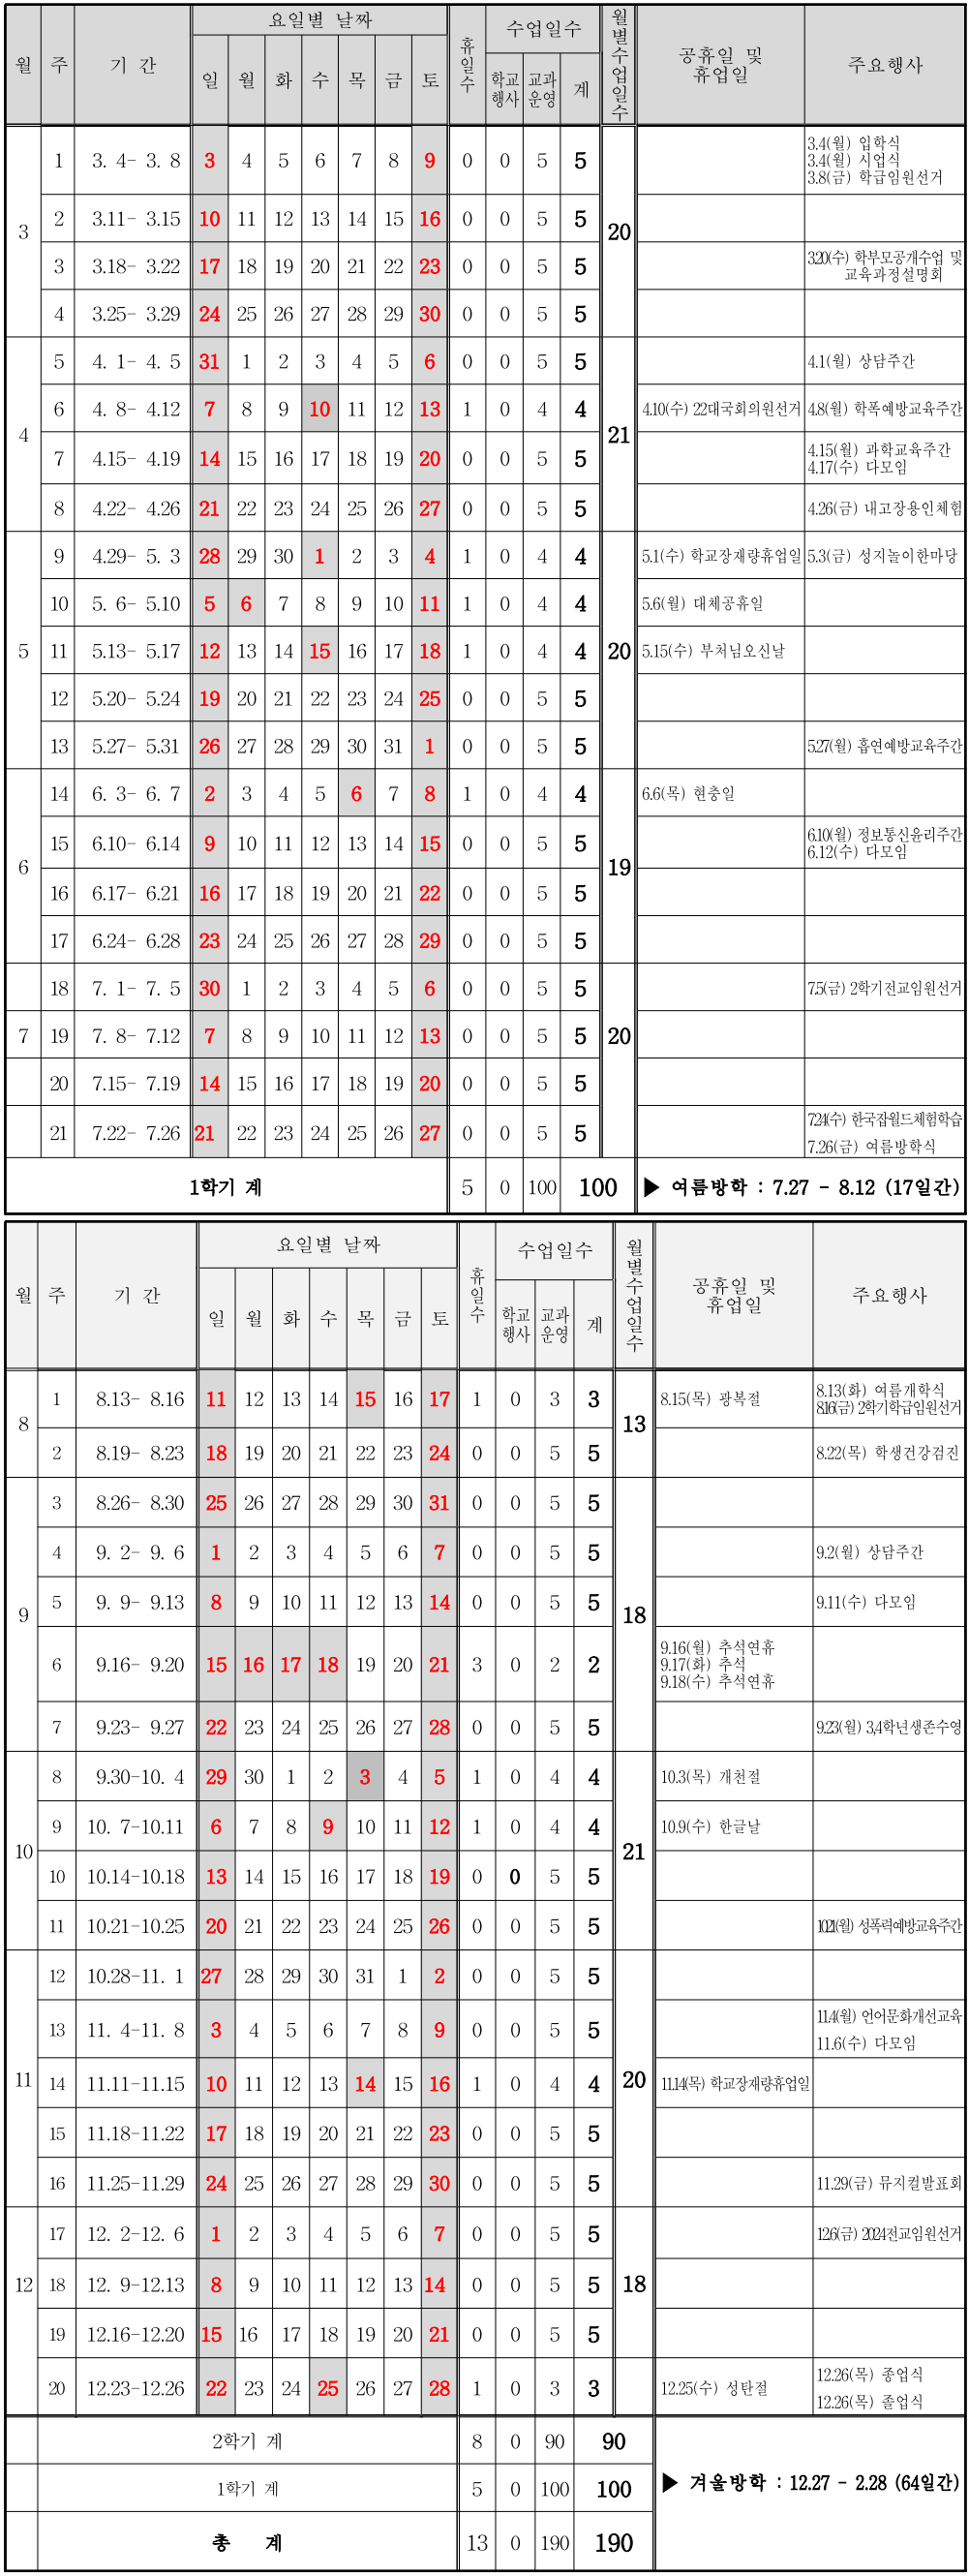 월 주 기 간 요일별 날짜 휴일수 수업일수 월별수업일수 공휴일 및 휴업일 주요행사
일 월 화 수 목 금 토 학교행사 교과운영 계
3 1 3. 4- 3. 8 3 4 5 6 7 8 9 0 0 5 5 20 3.4(월) 입학식
3.4(월) 시업식
3.8(금) 학급임원선거
2 3.11- 3.15 10 11 12 13 14 15 16 0 0 5 5
3 3.18- 3.22 17 18 19 20 21 22 23 0 0 5 5 3.20(수) 학부모공개수업 및
교육과정설명회
4 3.25- 3.29 24 25 26 27 28 29 30 0 0 5 5
4 5 4. 1- 4. 5 31 1 2 3 4 5 6 0 0 5 5 21 4.1(월) 상담주간
6 4. 8- 4.12 7 8 9 10 11 12 13 1 0 4 4 4.10(수) 22대국회의원선거 4.8(월) 학폭예방교육주간
7 4.15- 4.19 14 15 16 17 18 19 20 0 0 5 5 4.15(월) 과학교육주간
4.17(수) 다모임
8 4.22- 4.26 21 22 23 24 25 26 27 0 0 5 5 4.26(금) 내고장용인체험
5 9 4.29- 5. 3 28 29 30 1 2 3 4 1 0 4 4 20 5.1(수) 학교장재량휴업일 5.3(금) 성지놀이한마당
10 5. 6- 5.10 5 6 7 8 9 10 11 1 0 4 4 5.6(월) 대체공휴일
11 5.13- 5.17 12 13 14 15 16 17 18 1 0 4 4 5.15(수) 부처님오신날
12 5.20- 5.24 19 20 21 22 23 24 25 0 0 5 5
13 5.27- 5.31 26 27 28 29 30 31 1 0 0 5 5 5.27(월) 흡연예방교육주간
6 14 6. 3- 6. 7 2 3 4 5 6 7 8 1 0 4 4 19 6.6(목) 현충일
15 6.10- 6.14 9 10 11 12 13 14 15 0 0 5 5 6.10(월) 정보통신윤리주간
6.12(수) 다모임
16 6.17- 6.21 16 17 18 19 20 21 22 0 0 5 5
17 6.24- 6.28 23 24 25 26 27 28 29 0 0 5 5
7 18 7. 1- 7. 5 30 1 2 3 4 5 6 0 0 5 5 20 7.5(금) 2학기전교임원선거
19 7. 8- 7.12 7 8 9 10 11 12 13 0 0 5 5
20 7.15- 7.19 14 15 16 17 18 19 20 0 0 5 5
21 7.22- 7.26 21 22 23 24 25 26 27 0 0 5 5 7.24(수) 한국잡월드체험학습
7.26(금) 여름방학식
1학기 계 5 0 100 100 ▶ 여름방학 : 7.27 - 8.12 (17일간)
월 주 기 간 요일별 날짜 휴일수 수업일수 월별수업일수 공휴일 및 휴업일 주요행사
일 월 화 수 목 금 토 학교행사 교과운영 계
8 1 8.13- 8.16 11 12 13 14 15 16 17 1 0 3 3 13 8.15(목) 광복절 8.13(화) 여름개학식
8.16(금) 2학기학급임원선거
2 8.19- 8.23 18 19 20 21 22 23 24 0 0 5 5 8.22(목) 학생건강검진
9 3 8.26- 8.30 25 26 27 28 29 30 31 0 0 5 5 18
4 9. 2- 9. 6 1 2 3 4 5 6 7 0 0 5 5 9.2(월) 상담주간
5 9. 9- 9.13 8 9 10 11 12 13 14 0 0 5 5 9.11(수) 다모임
6 9.16- 9.20 15 16 17 18 19 20 21 3 0 2 2 9.16(월) 추석연휴
9.17(화) 추석
9.18(수) 추석연휴
7 9.23- 9.27 22 23 24 25 26 27 28 0 0 5 5 9.23(월) 3,4학년생존수영
10 8 9.30-10. 4 29 30 1 2 3 4 5 1 0 4 4 21 10.3(목) 개천절
9 10. 7-10.11 6 7 8 9 10 11 12 1 0 4 4 10.9(수) 한글날
10 10.14-10.18 13 14 15 16 17 18 19 0 0 5 5
11 10.21-10.25 20 21 22 23 24 25 26 0 0 5 5 10.21(월) 성폭력예방교육주간
11 12 10.28-11. 1 27 28 29 30 31 1 2 0 0 5 5 20
13 11. 4-11. 8 3 4 5 6 7 8 9 0 0 5 5 11.4(월) 언어문화개선교육
11.6(수) 다모임
14 11.11-11.15 10 11 12 13 14 15 16 1 0 4 4 11.14(목) 학교장재량휴업일
15 11.18-11.22 17 18 19 20 21 22 23 0 0 5 5
16 11.25-11.29 24 25 26 27 28 29 30 0 0 5 5 11.29(금) 뮤지컬발표회
12 17 12. 2-12. 6 1 2 3 4 5 6 7 0 0 5 5 18 12.6(금) 2024전교임원선거
18 12. 9-12.13 8 9 10 11 12 13 14 0 0 5 5
19 12.16-12.20 15 16 17 18 19 20 21 0 0 5 5
20 12.23-12.26 22 23 24 25 26 27 28 1 0 3 3 12.25(수) 성탄절 12.26(목) 종업식
12.26(목) 졸업식
2학기 계 8 0 90 90
1학기 계 5 0 100 100 ▶ 겨울방학 : 12.27 - 2.28 (64일간)
총 계 13 0 190 190